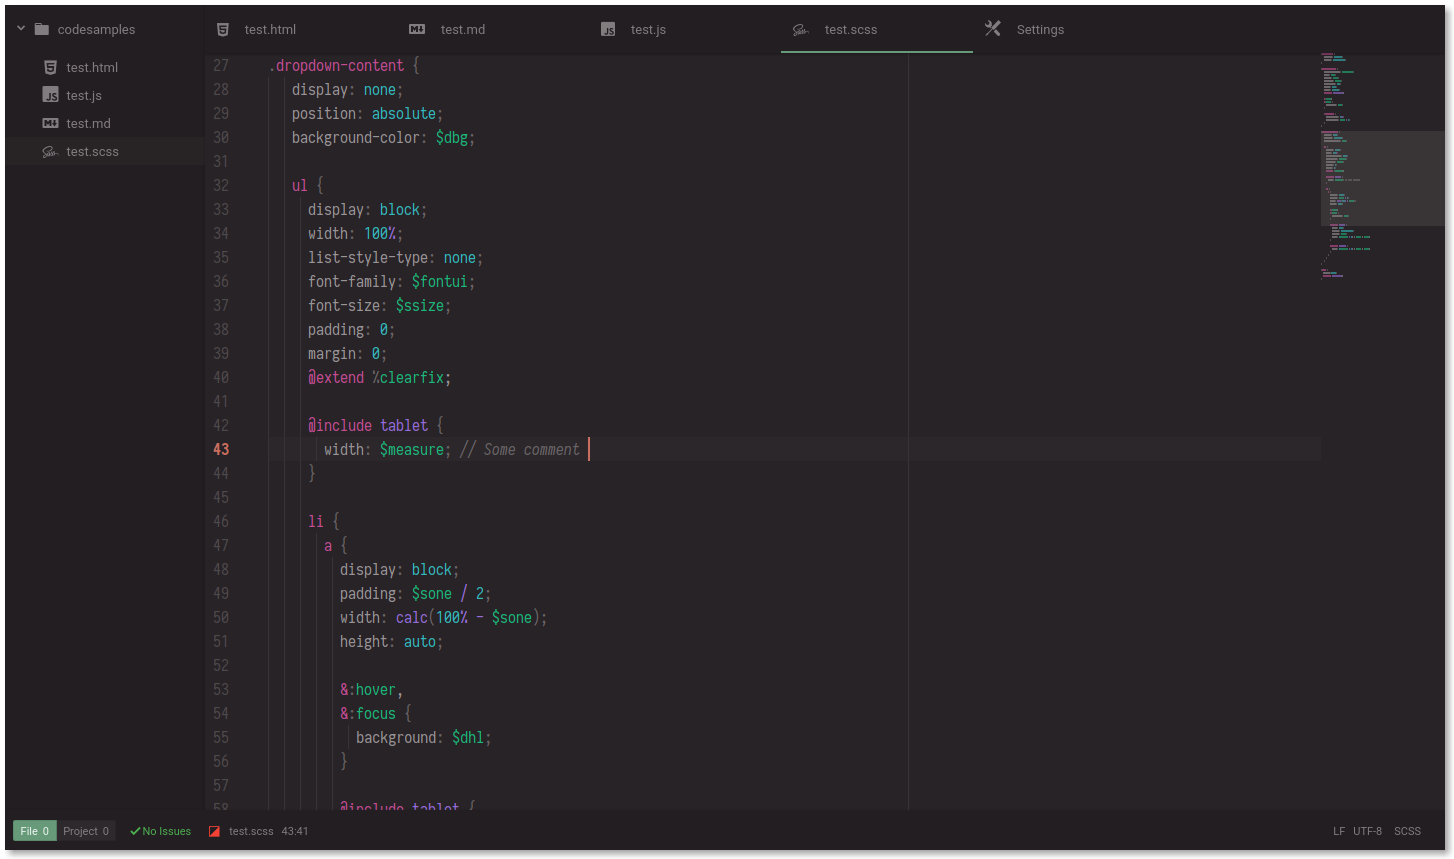 codesamples
test.html
test.js
test.md
test.scss
test.html test.md test.js test.scss Settings
27 .dropdown-content {
28 display: none;
29 position: absolute;
30 background-color: $dbg;
31
32 ul {
33 display: block;
34 width: 100%;
35 list-style-type: none;
36 font-family: $fontui;
37 font-size: $ssize;
38 padding: 0;
39 margin: 0;
40 @extend %clearfix;
41
42 @include tablet {
43 width: $measure; // Some comment
44 }
45
46 li {
47 a {
48 display: block;
49 padding: $sone / 2;
50 width: calc(100% - $sone);
51 height: auto;
52
53 &:hover,
54 &:focus {
55 background: $dhl;
56 }
57
58 @include tablet {
File 0 Project 0 No Issues test.scss 43:41 LF UTF-8 SCSS